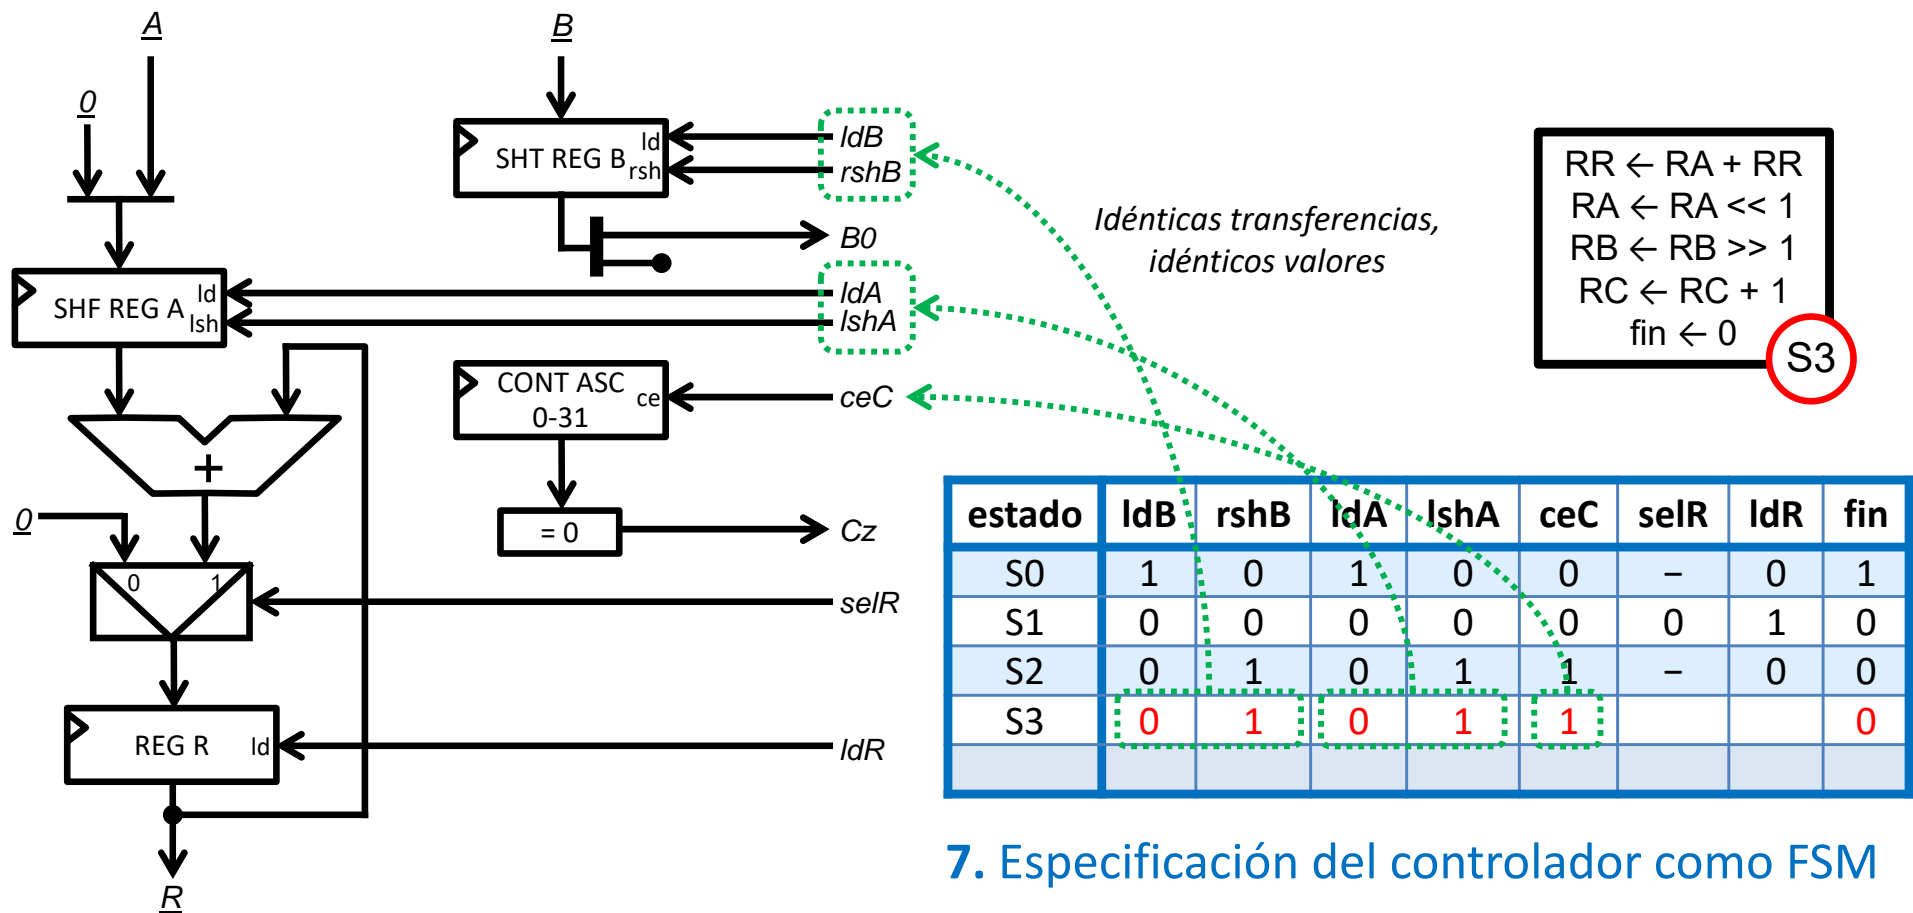 A
B
0
SHT REG B
ld
rsh
ldB
rshB
B0
SHF REG A
ld
lsh
ldA
lshA
CONT ASC
0-31
ce
ceC
+
= 0
Cz
0
0
1
selR
REG R
ld
ldR
R
Idénticas transferencias,
idénticos valores
RR ← RA + RR
RA ← RA << 1
RB ← RB >> 1
RC ← RC + 1
fin ← 0
S3
estado ldB rshB ldA lshA ceC selR ldR fin
S0 1 0 1 0 0 – 0 1
S1 0 0 0 0 0 0 1 0
S2 0 1 0 1 1 – 0 0
S3 0 1 0 1 1 0
7. Especificación del controlador como FSM